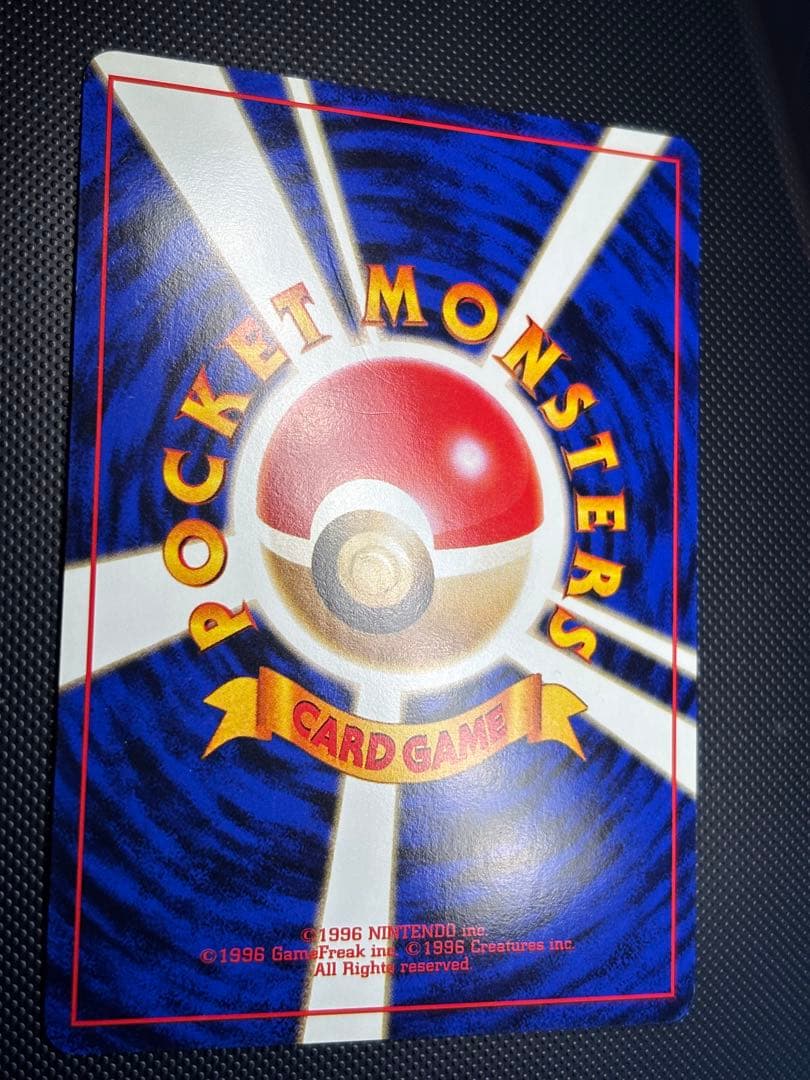 POCKET MONSTERS
CARD GAME
©1996 NINTENDO inc.
©1996 GameFreak inc. ©1996 Creatures inc.
All Rights reserved.